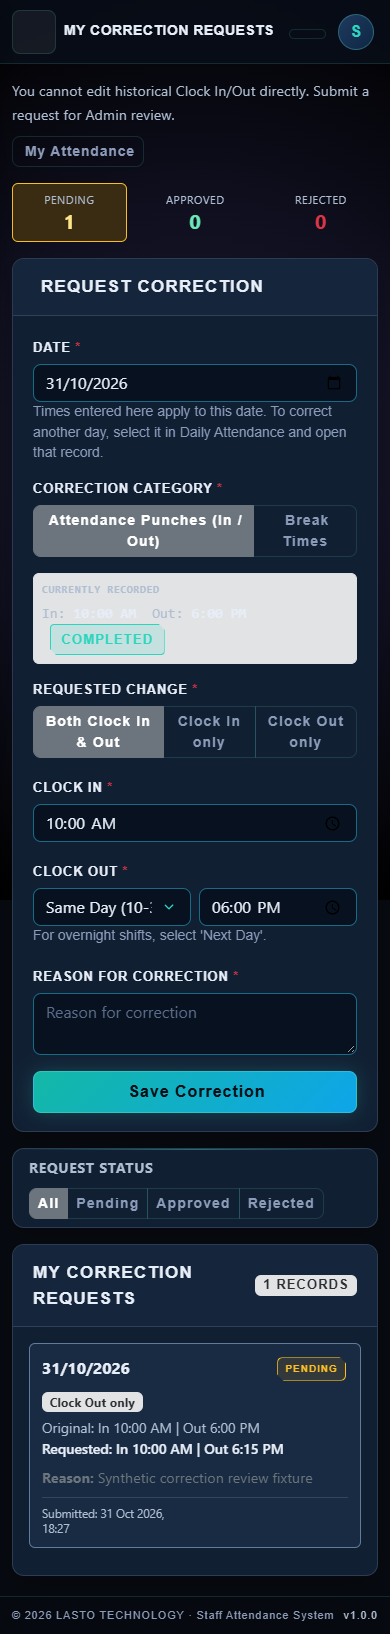 MY CORRECTION REQUESTS
S
You cannot edit historical Clock In/Out directly. Submit a
request for Admin review.
My Attendance
PENDING
1
APPROVED
0
REJECTED
0
REQUEST CORRECTION
DATE *
31/10/2026
Times entered here apply to this date. To correct
another day, select it in Daily Attendance and open
that record.
CORRECTION CATEGORY *
Attendance Punches (In /
Out)
Break
Times
CURRENTLY RECORDED
In: 10:00 AM Out: 6:00 PM
COMPLETED
REQUESTED CHANGE *
Both Clock In
& Out
Clock In
only
Clock Out
only
CLOCK IN *
10:00 AM
CLOCK OUT *
Same Day (10-
06:00 PM
For overnight shifts, select 'Next Day'.
REASON FOR CORRECTION *
Reason for correction
Save Correction
REQUEST STATUS
All
Pending
Approved
Rejected
MY CORRECTION
REQUESTS
1 RECORDS
31/10/2026
PENDING
Clock Out only
Original: In 10:00 AM | Out 6:00 PM
Requested: In 10:00 AM | Out 6:15 PM
Reason: Synthetic correction review fixture
Submitted: 31 Oct 2026,
18:27
© 2026 LASTO TECHNOLOGY · Staff Attendance System v1.0.0